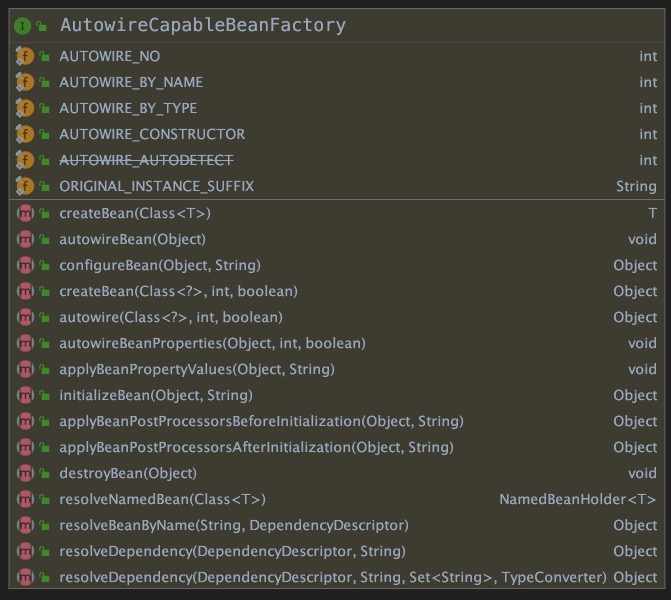 AutowireCapableBeanFactory
AUTOWIRE_NO int
AUTOWIRE_BY_NAME int
AUTOWIRE_BY_TYPE int
AUTOWIRE_CONSTRUCTOR int
AUTOWIRE_AUTODETECT int
ORIGINAL_INSTANCE_SUFFIX String
createBean(Class<T>) T
autowireBean(Object) void
configureBean(Object, String) Object
createBean(Class<?>, int, boolean) Object
autowire(Class<?>, int, boolean) Object
autowireBeanProperties(Object, int, boolean) void
applyBeanPropertyValues(Object, String) void
initializeBean(Object, String) Object
applyBeanPostProcessorsBeforeInitialization(Object, String) Object
applyBeanPostProcessorsAfterInitialization(Object, String) Object
destroyBean(Object) void
resolveNamedBean(Class<T>) NamedBeanHolder<T>
resolveBeanByName(String, DependencyDescriptor) Object
resolveDependency(DependencyDescriptor, String) Object
resolveDependency(DependencyDescriptor, String, Set<String>, TypeConverter) Object